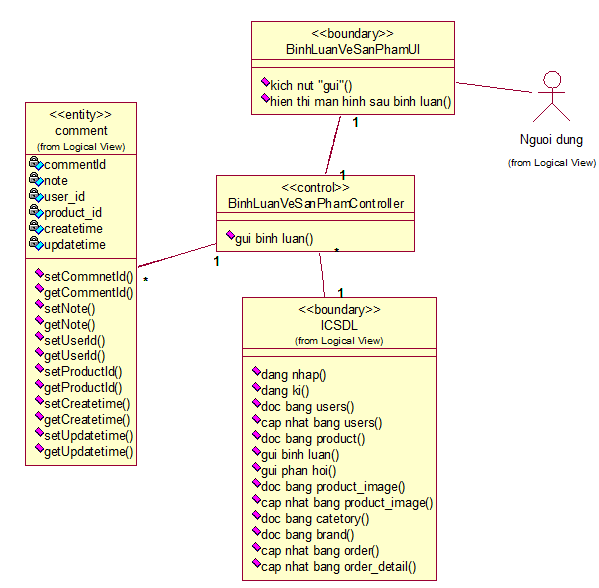 <<boundary>>
BinhLuanVeSanPhamUI
kich nut "gui"()
hien thi man hinh sau binh luan()
Nguoi dung
(from Logical View)
1
1
<<entity>>
comment
(from Logical View)
commentId
note
user_id
product_id
createtime
updatetime
setCommnetId()
getCommentId()
setNote()
getNote()
setUserId()
getUserId()
setProductId()
getProductId()
setCreatetime()
getCreatetime()
setUpdatetime()
getUpdatetime()
<<control>>
BinhLuanVeSanPhamController
gui binh luan()
1
*
*
1
<<boundary>>
ICSDL
(from Logical View)
dang nhap()
dang ki()
doc bang users()
cap nhat bang users()
doc bang product()
gui binh luan()
gui phan hoi()
doc bang product_image()
cap nhat bang product_image()
doc bang catetory()
doc bang brand()
cap nhat bang order()
cap nhat bang order_detail()